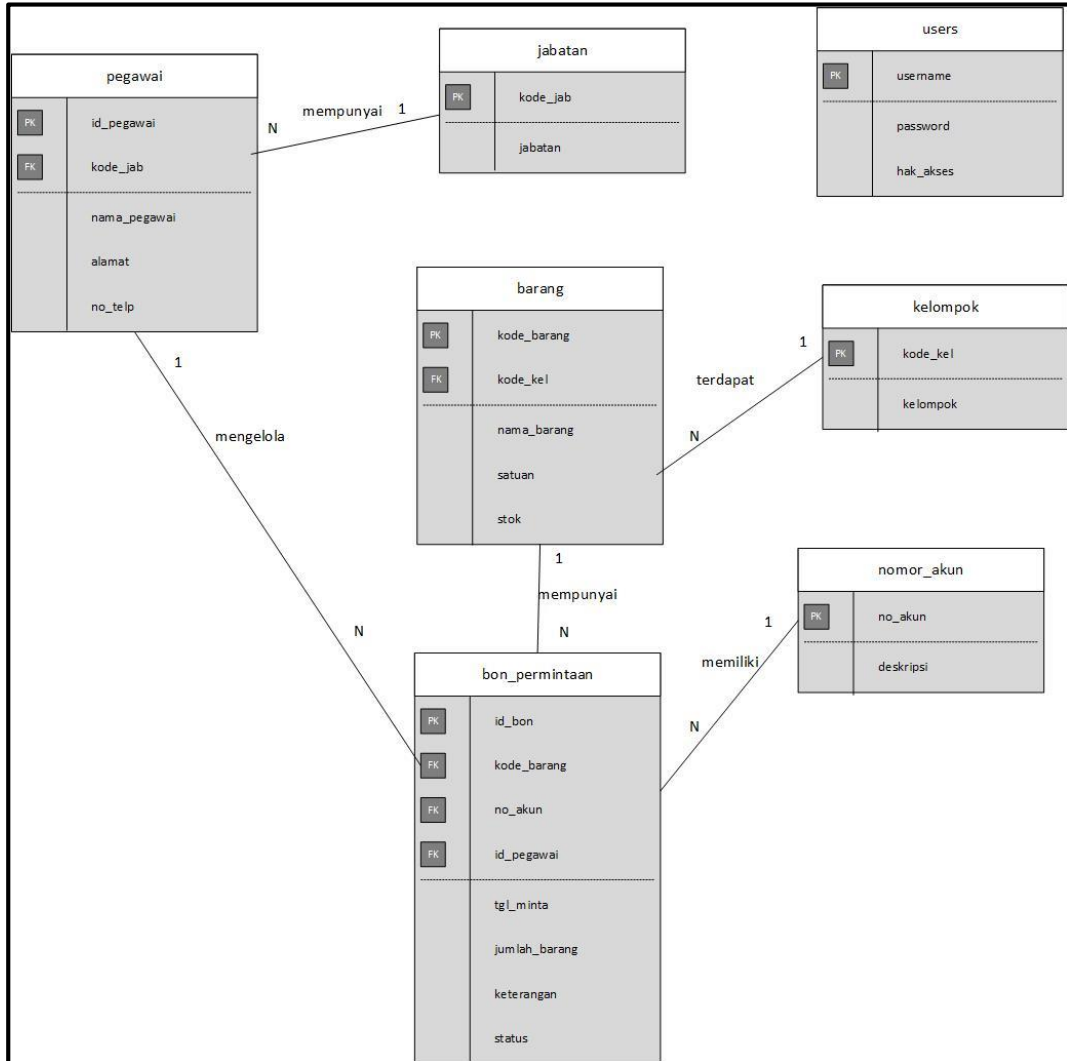 pegawai
PK id_pegawai
FK kode_jab
nama_pegawai
alamat
no_telp
N
mempunyai
1
jabatan
PK kode_jab
jabatan
users
PK username
password
hak_akses
barang
PK kode_barang
FK kode_kel
nama_barang
satuan
stok
1
terdapat
N
kelompok
PK kode_kel
kelompok
1
mengelola
N
1
mempunyai
N
nomor_akun
PK no_akun
deskripsi
1
memiliki
N
bon_permintaan
PK id_bon
FK kode_barang
FK no_akun
FK id_pegawai
tgl_minta
jumlah_barang
keterangan
status